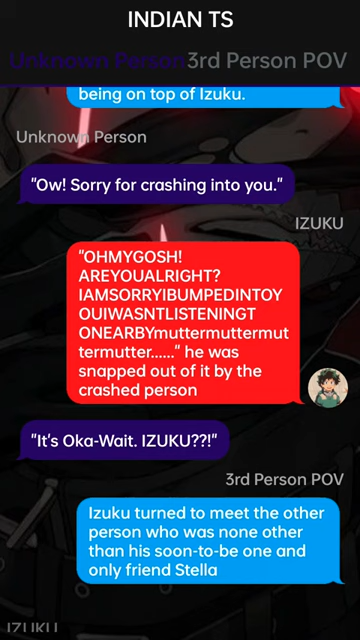 INDIAN TS
Unknown Person 3rd Person POV
being on top of Izuku.
Unknown Person
"Ow! Sorry for crashing into you."
IZUKU
"OHMYGOSH!
AREYOUALRIGHT?
IAMSORRYIBUMPEDINTOY
OUIWASNTLISTENINGT
ONEARBYmuttermuttermut
termutter......" he was
snapped out of it by the
crashed person
"It's Oka-Wait. IZUKU??!"
3rd Person POV
Izuku turned to meet the other
person who was none other
than his soon-to-be one and
only friend Stella
IZUKU